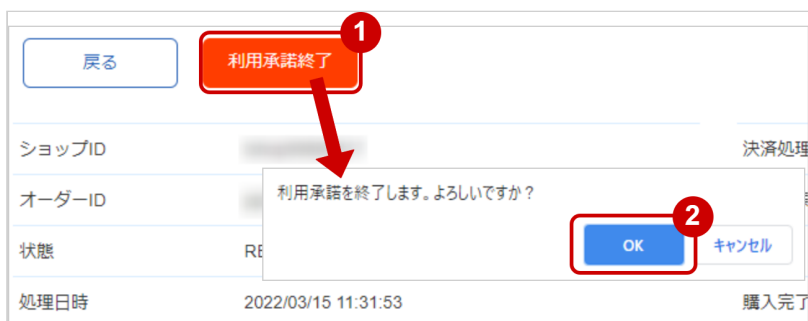 1
戻る 利用承諾終了
ショップID 決済処理
オーダーID
利用承諾を終了します。よろしいですか？
2
状態 RE OK キャンセル
処理日時 2022/03/15 11:31:53 購入完了